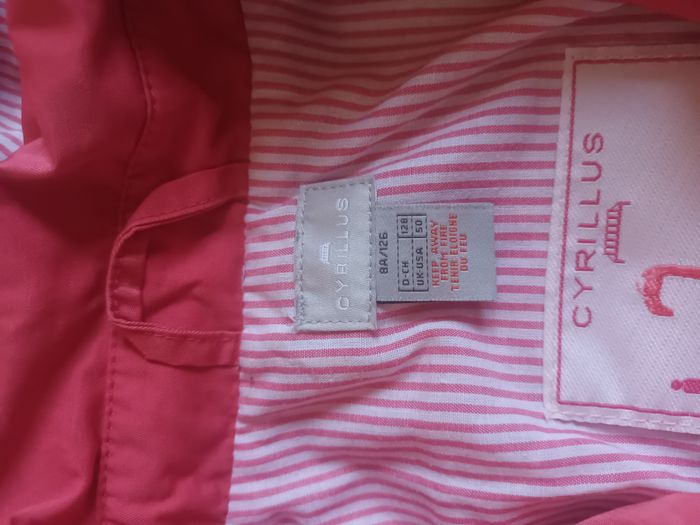 CYRILLUS
8A/126
D-CH 128
UK-USA 50
KEEP AWAY
FROM FIRE
TENIR ELOIGNE
DU FEU
CYRILLUS